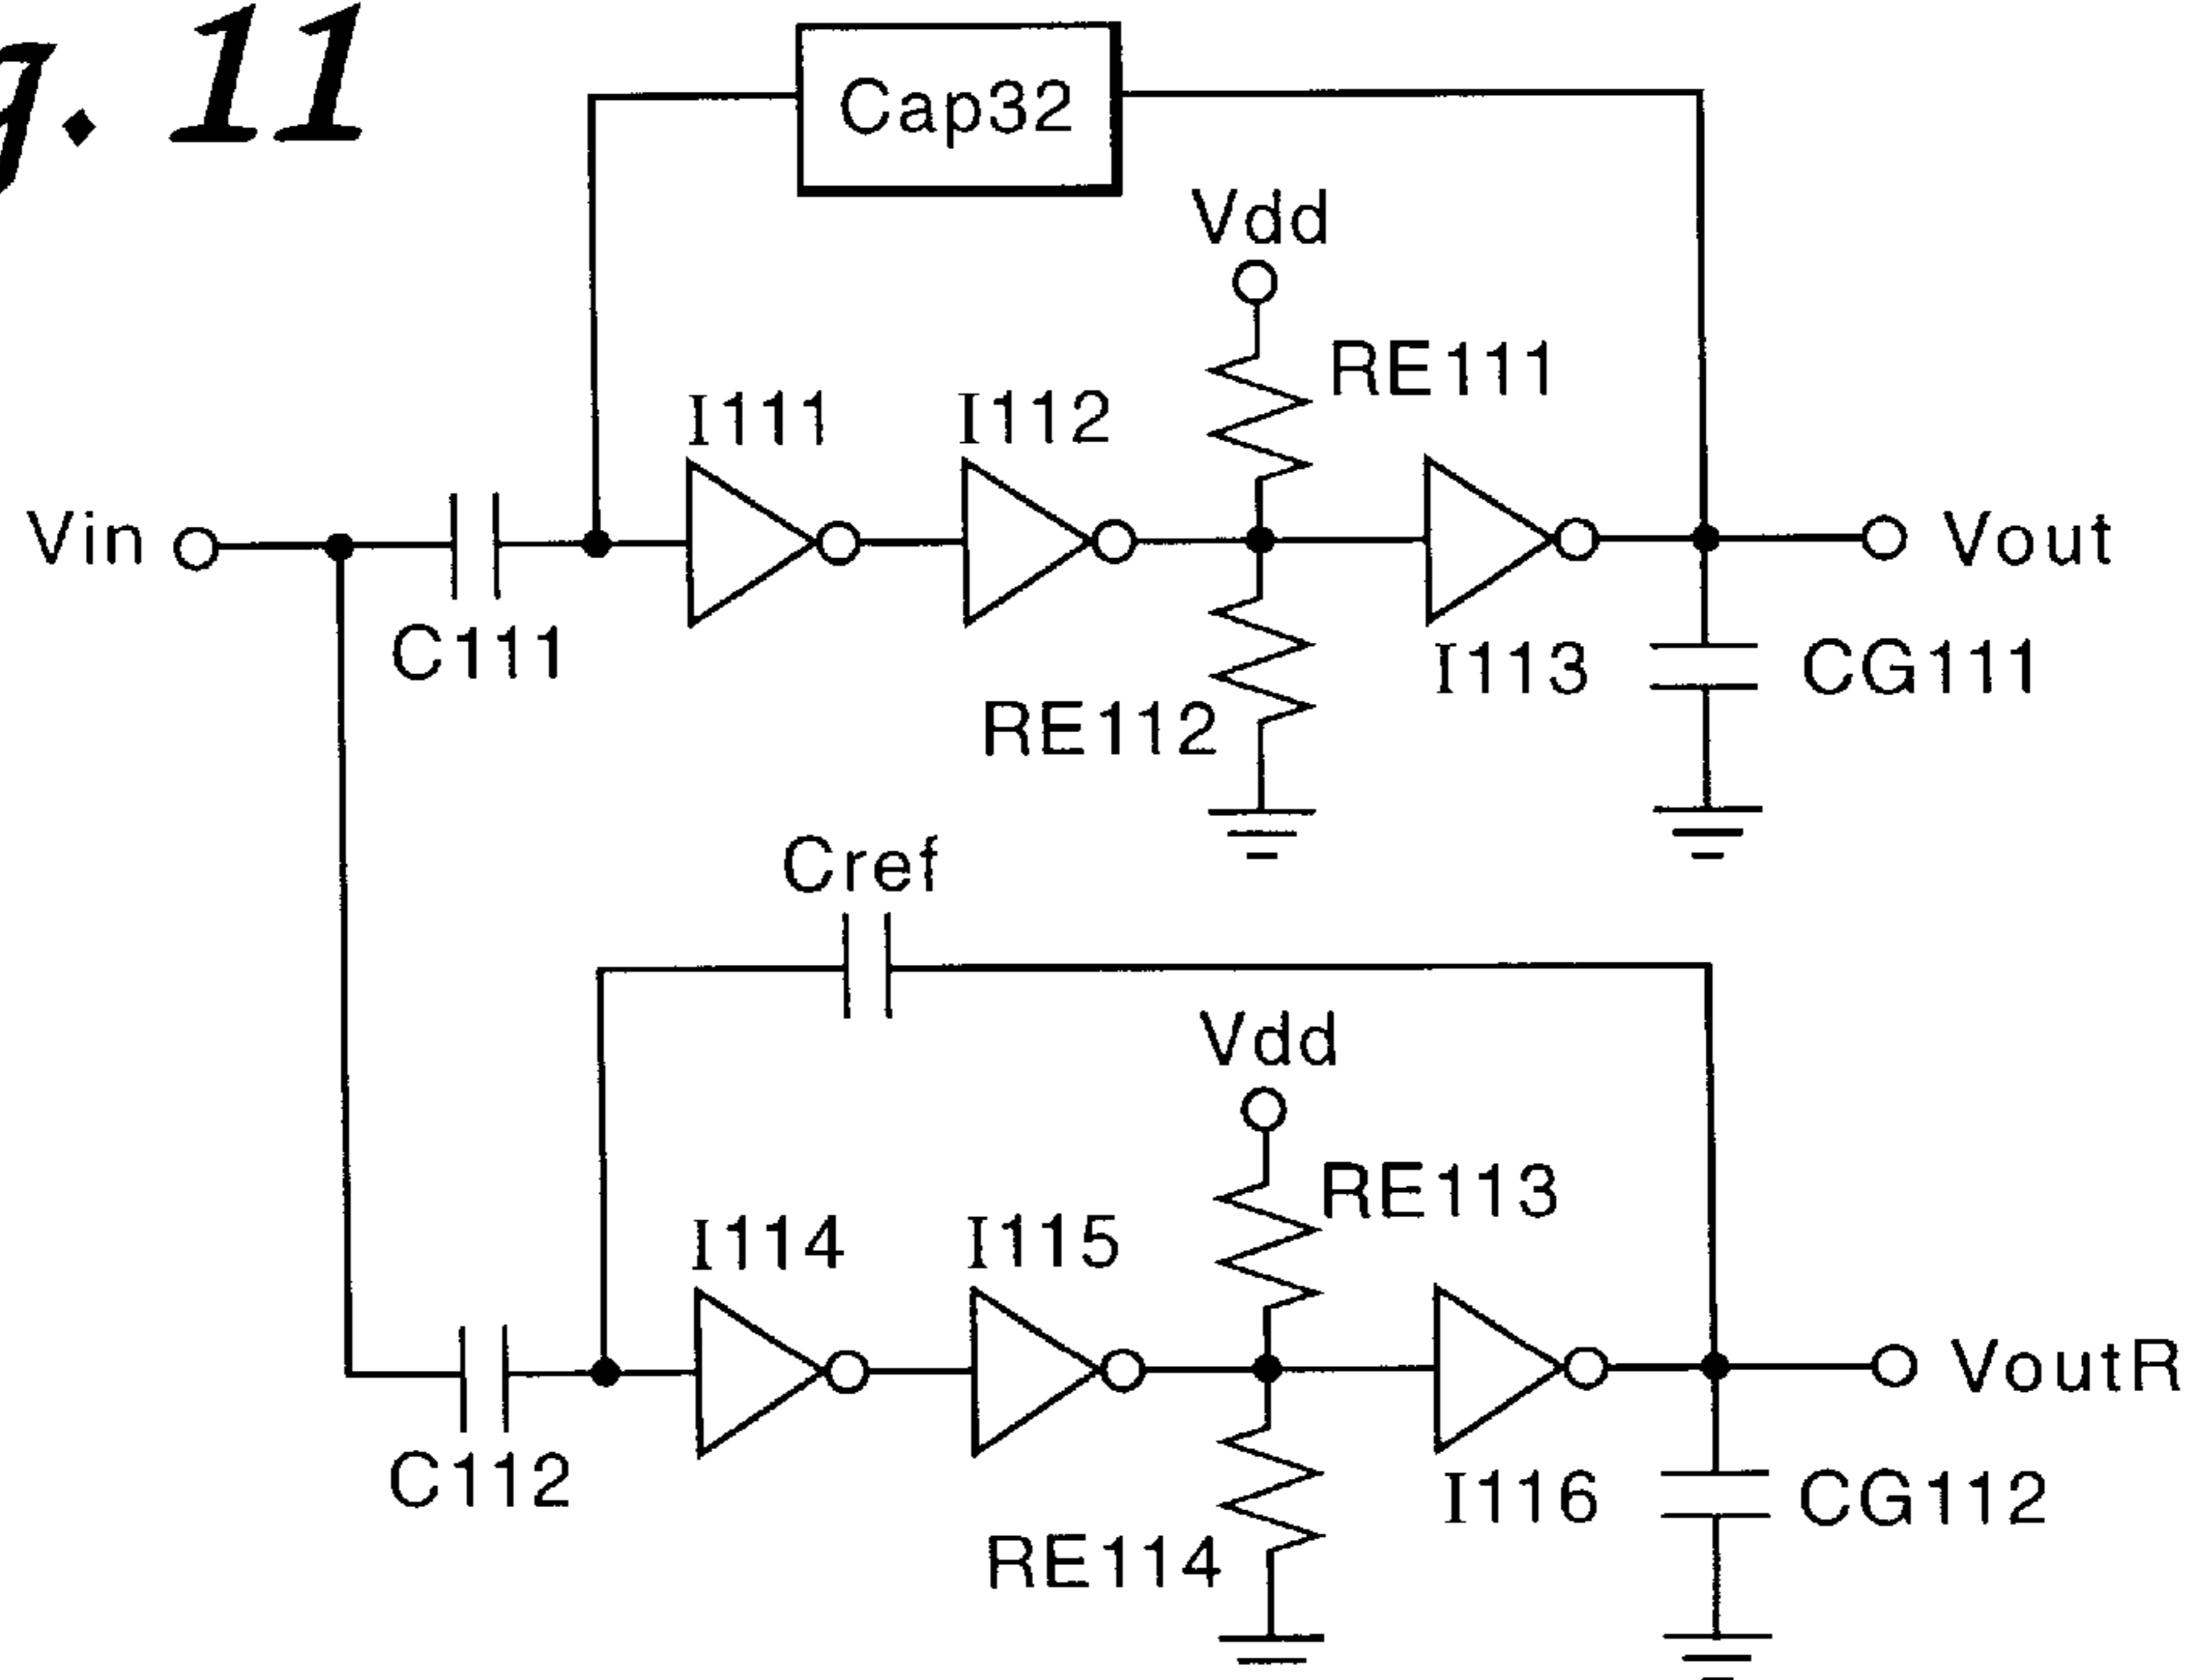 g. 11
Cap32
Vdd
RE111
I111
I112
Vin
Vout
C111
I113
CG111
RE112
Cref
Vdd
RE113
I114
I115
VoutR
C112
I116
CG112
RE114